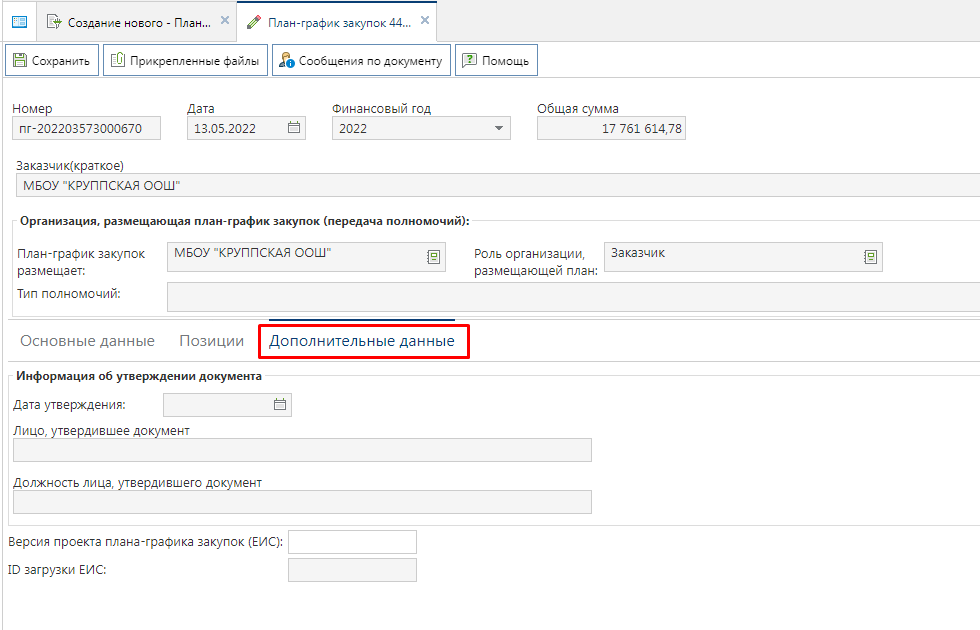 Создание нового - План...
План-график закупок 44...
Сохранить
Прикрепленные файлы
Сообщения по документу
Помощь
Номер
Дата
Финансовый год
Общая сумма
пг-202203573000670
13.05.2022
2022
17 761 614,78
Заказчик(краткое)
МБОУ "КРУППСКАЯ ООШ"
Организация, размещающая план-график закупок (передача полномочий):
План-график закупок
размещает:
МБОУ "КРУППСКАЯ ООШ"
Роль организации,
размещающей план:
Заказчик
Тип полномочий:
Основные данные
Позиции
Дополнительные данные
Информация об утверждении документа
Дата утверждения:
Лицо, утвердившее документ
Должность лица, утвердившего документ
Версия проекта плана-графика закупок (ЕИС):
ID загрузки ЕИС: